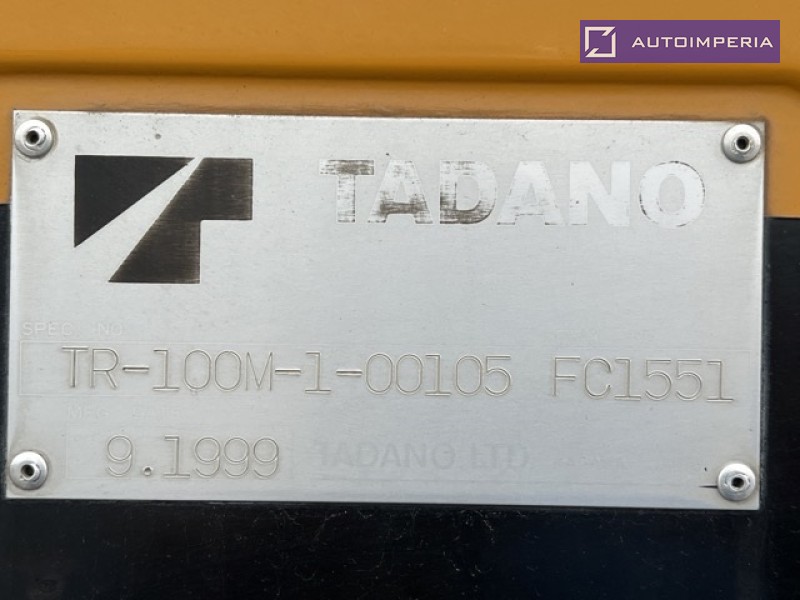 AUTOIMPERIA
TADANO
SPEC. NO.
TR-100M-1-00105 FC1551
9.1999 TADANO LTD